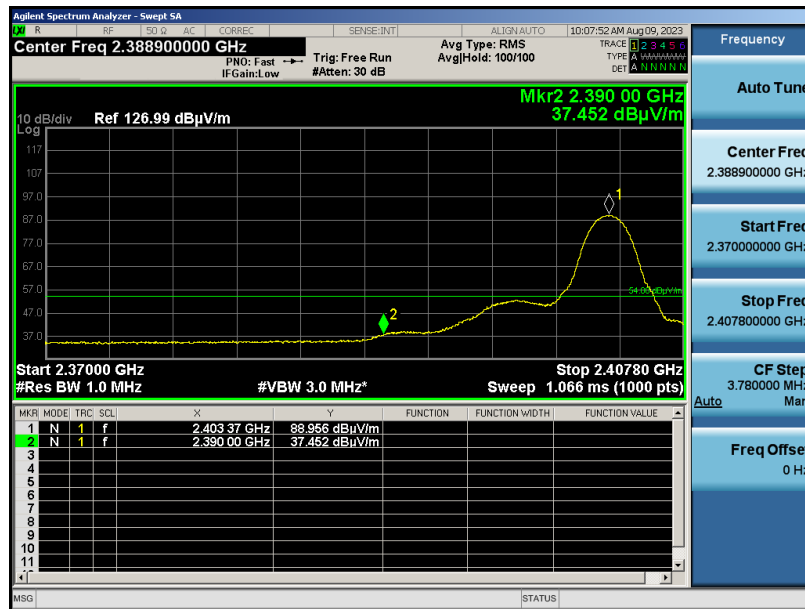 Agilent Spectrum Analyzer - Swept SA
R RF 50 Ω AC CORREC SENSE:INT ALIGN AUTO 10:07:52 AM Aug 09, 2023
Center Freq 2.388900000 GHz
PNO: Fast
IFGain:Low
Trig: Free Run
#Atten: 30 dB
Avg Type: RMS
Avg|Hold: 100/100
TRACE 1 2 3 4 5 6
TYPE A WWWWW
DET A N N N N N
Mkr2 2.390 00 GHz
37.452 dBµV/m
10 dB/div Ref 126.99 dBµV/m
Log
117
107
97.0
87.0
77.0
67.0
57.0
47.0
37.0
1
2
54.00 dBµV/m
Start 2.37000 GHz Stop 2.40780 GHz
#Res BW 1.0 MHz #VBW 3.0 MHz* Sweep 1.066 ms (1000 pts)
MKR MODE TRC SCL X Y FUNCTION FUNCTION WIDTH FUNCTION VALUE
1 N 1 f 2.403 37 GHz 88.956 dBµV/m
2 N 1 f 2.390 00 GHz 37.452 dBµV/m
3
4
5
6
7
8
9
10
11
MSG STATUS
Frequency
Auto Tune
Center Freq
2.388900000 GHz
Start Freq
2.370000000 GHz
Stop Freq
2.407800000 GHz
CF Step
3.780000 MHz
Auto Man
Freq Offset
0 Hz